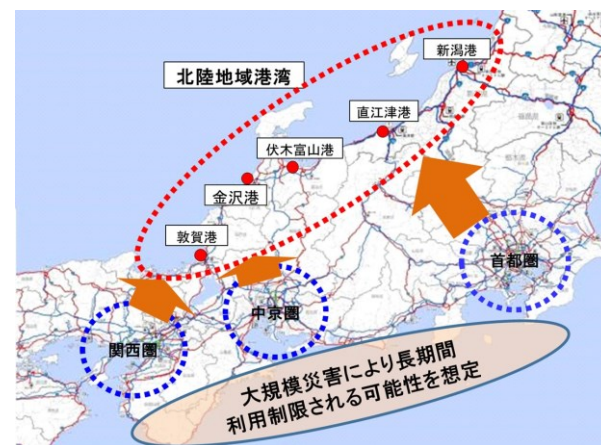 新潟港
北陸地域港湾
直江津港
伏木富山港
金沢港
敦賀港
首都圏
中京圏
関西圏
大規模災害により長期間
利用制限される可能性を想定